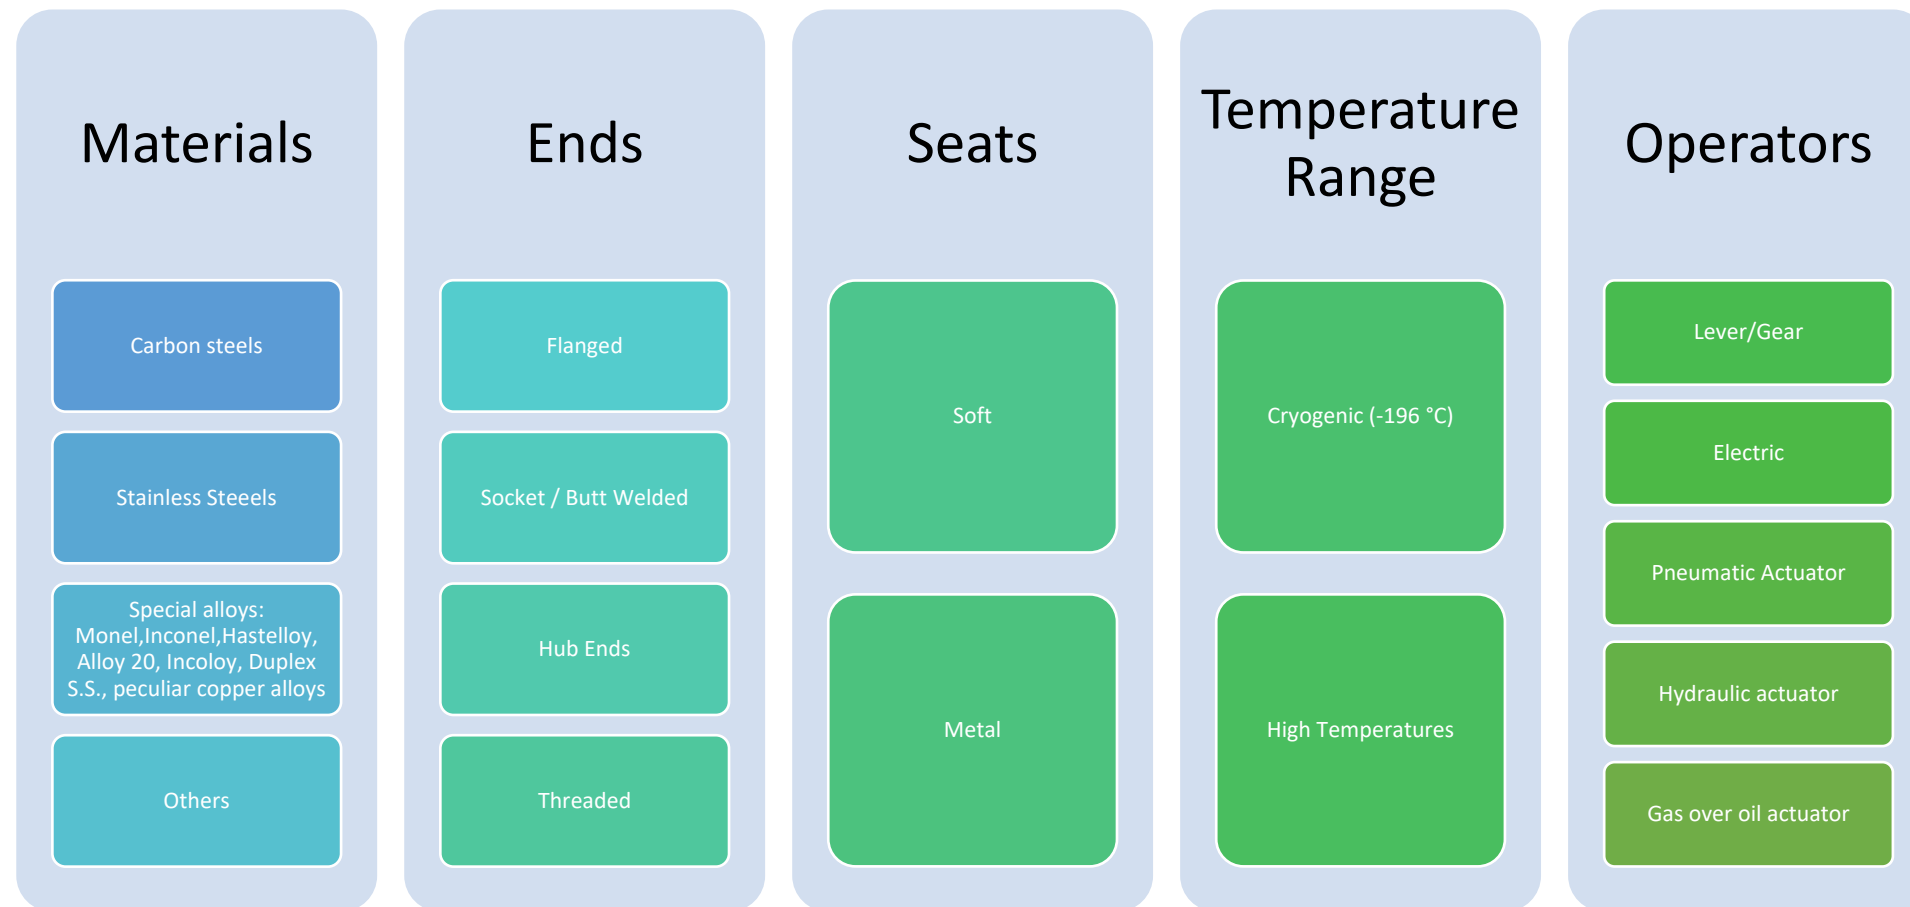 Materials
Carbon steels
Stainless Steeels
Special alloys:
Monel,Inconel,Hastelloy,
Alloy 20, Incoloy, Duplex
S.S., peculiar copper alloys
Others
Ends
Flanged
Socket / Butt Welded
Hub Ends
Threaded
Seats
Soft
Metal
Temperature
Range
Cryogenic (-196 °C)
High Temperatures
Operators
Lever/Gear
Electric
Pneumatic Actuator
Hydraulic actuator
Gas over oil actuator